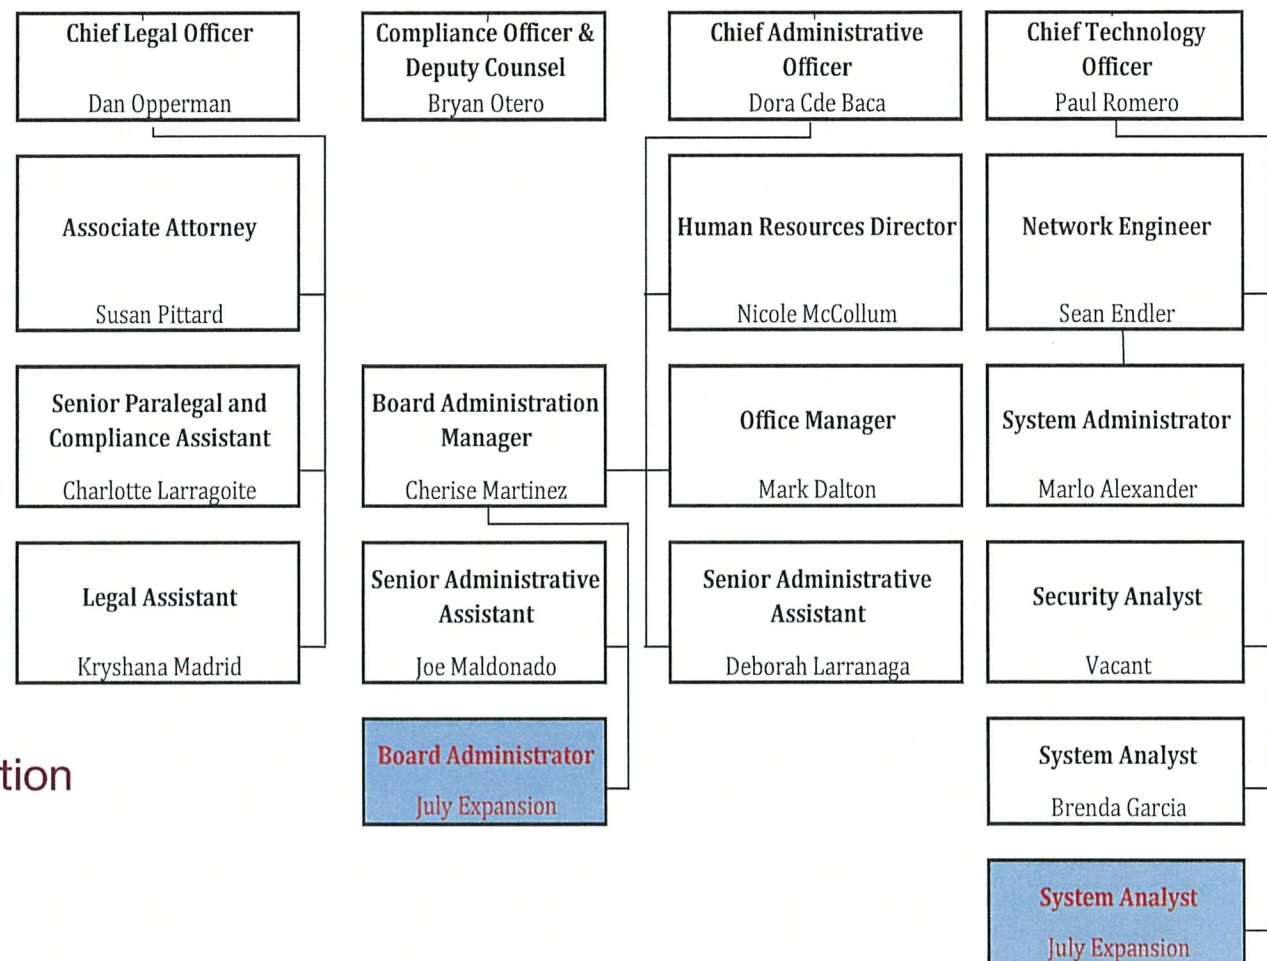 Chief Legal Officer
Dan Opperman
Compliance Officer &
Deputy Counsel
Bryan Otero
Chief Administrative
Officer
Dora Cde Baca
Chief Technology
Officer
Paul Romero
Associate Attorney
Susan Pittard
Human Resources Director
Nicole McCollum
Network Engineer
Sean Endler
Senior Paralegal and
Compliance Assistant
Charlotte Larragoite
Board Administration
Manager
Cherise Martinez
Office Manager
Mark Dalton
System Administrator
Marlo Alexander
Legal Assistant
Kryshana Madrid
Senior Administrative
Assistant
Joe Maldonado
Senior Administrative
Assistant
Deborah Larranaga
Security Analyst
Vacant
tion
Board Administrator
July Expansion
System Analyst
Brenda Garcia
System Analyst
July Expansion